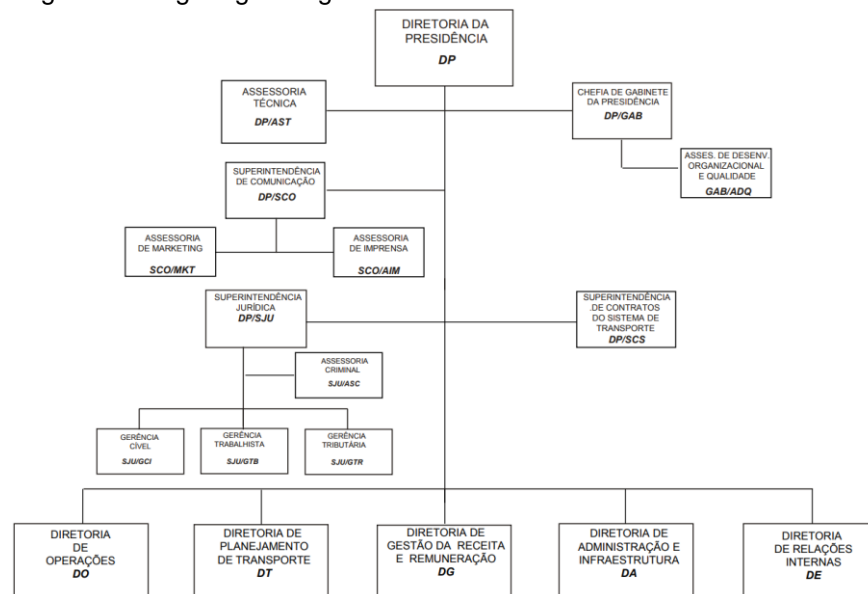 DIRETORIA DA
PRESIDÊNCIA
DP
ASSESSORIA
TÉCNICA
DP/AST
CHEFIA DE GABINETE
DA PRESIDÊNCIA
DP/GAB
ASSES. DE DESENV.
ORGANIZACIONAL
E QUALIDADE
GAB/ADQ
SUPERINTENDÊNCIA
DE COMUNICAÇÃO
DP/SCO
ASSESSORIA
DE MARKETING
SCO/MKT
ASSESSORIA
DE IMPRENSA
SCO/AIM
SUPERINTENDÊNCIA
JURÍDICA
DP/SJU
SUPERINTENDÊNCIA
.DE CONTRATOS
DO SISTEMA DE
TRANSPORTE
DP/SCS
ASSESSORIA
CRIMINAL
SJU/ASC
GERÊNCIA
CÍVEL
SJU/GCI
GERÊNCIA
TRABALHISTA
SJU/GTB
GERÊNCIA
TRIBUTÁRIA
SJU/GTR
DIRETORIA
DE
OPERAÇÕES
DO
DIRETORIA DE
PLANEJAMENTO
DE TRANSPORTE
DT
DIRETORIA DE
GESTÃO DA RECEITA
E REMUNERAÇÃO
DG
DIRETORIA DE
ADMINISTRAÇÃO E
INFRAESTRUTURA
DA
DIRETORIA
DE RELAÇÕES
INTERNAS
DE